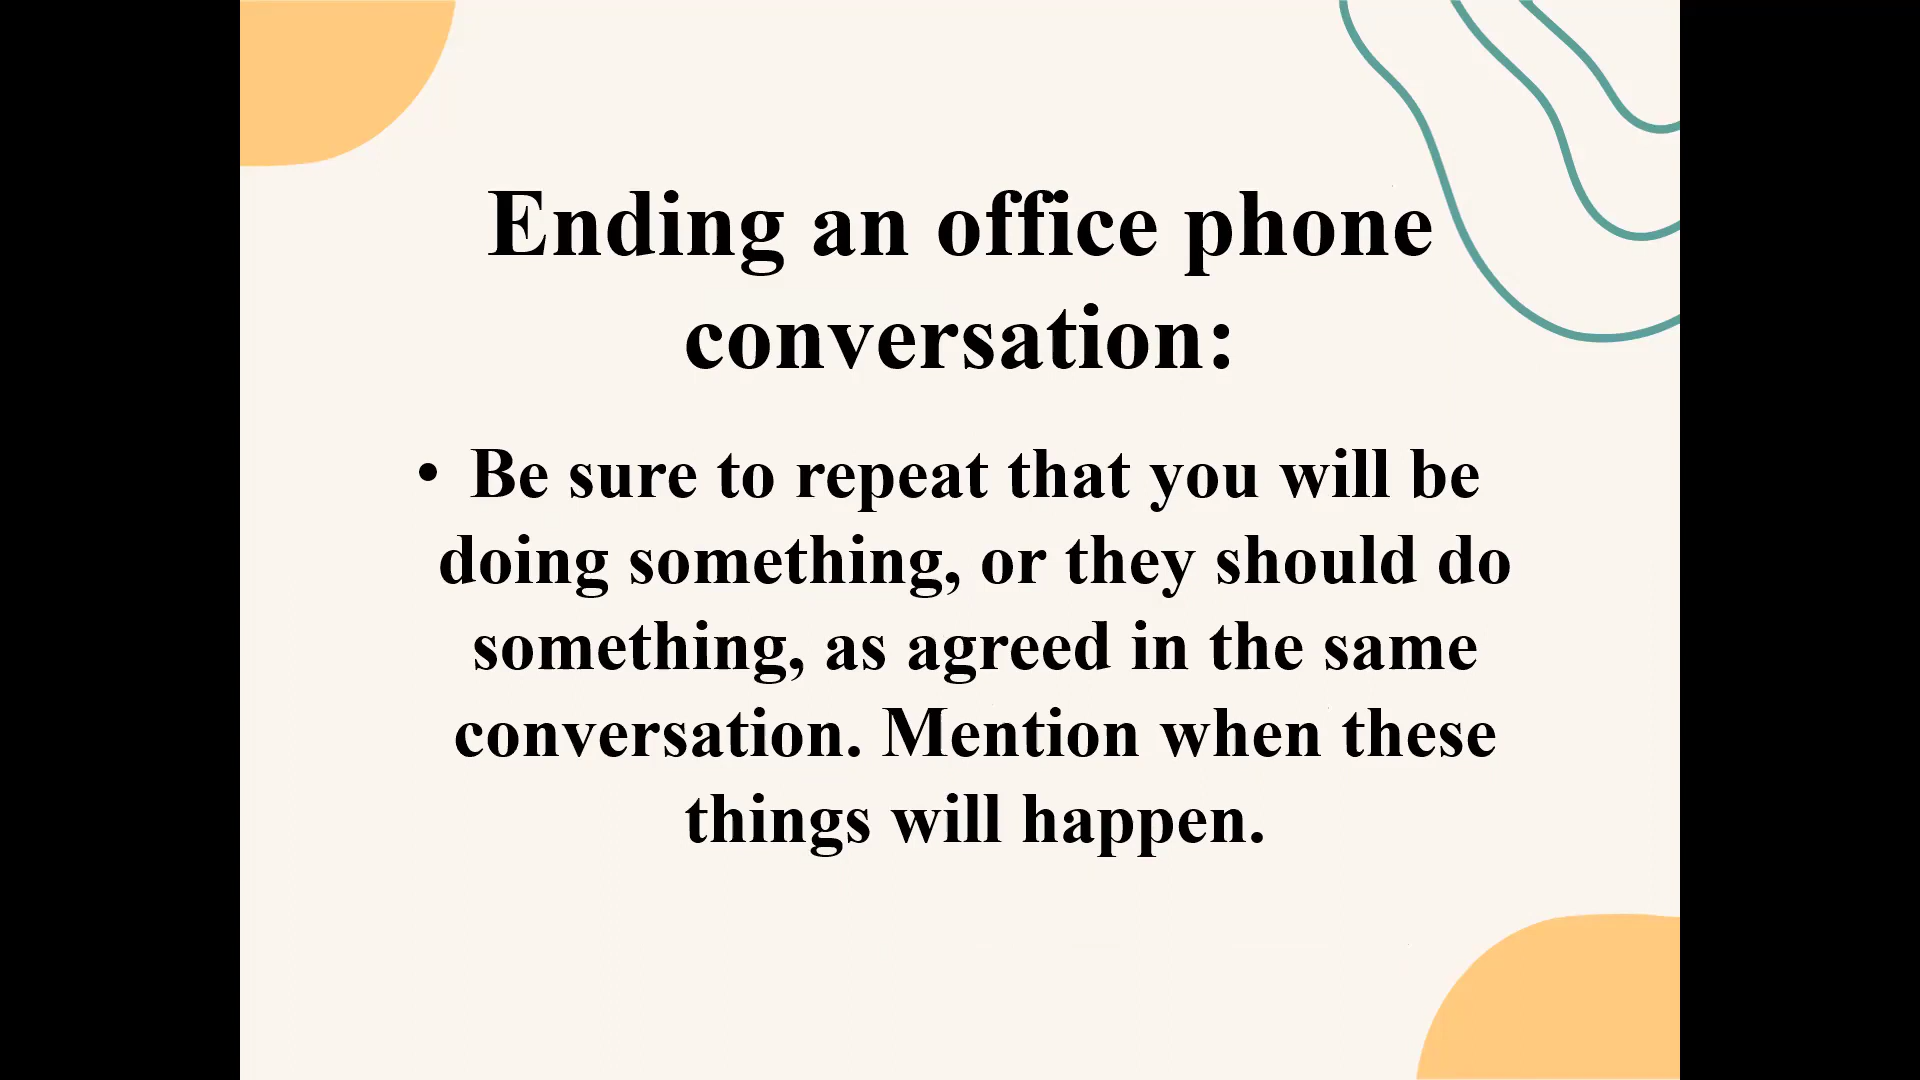 Ending an office phone
conversation:
• Be sure to repeat that you will be
doing something, or they should do
something, as agreed in the same
conversation. Mention when these
things will happen.